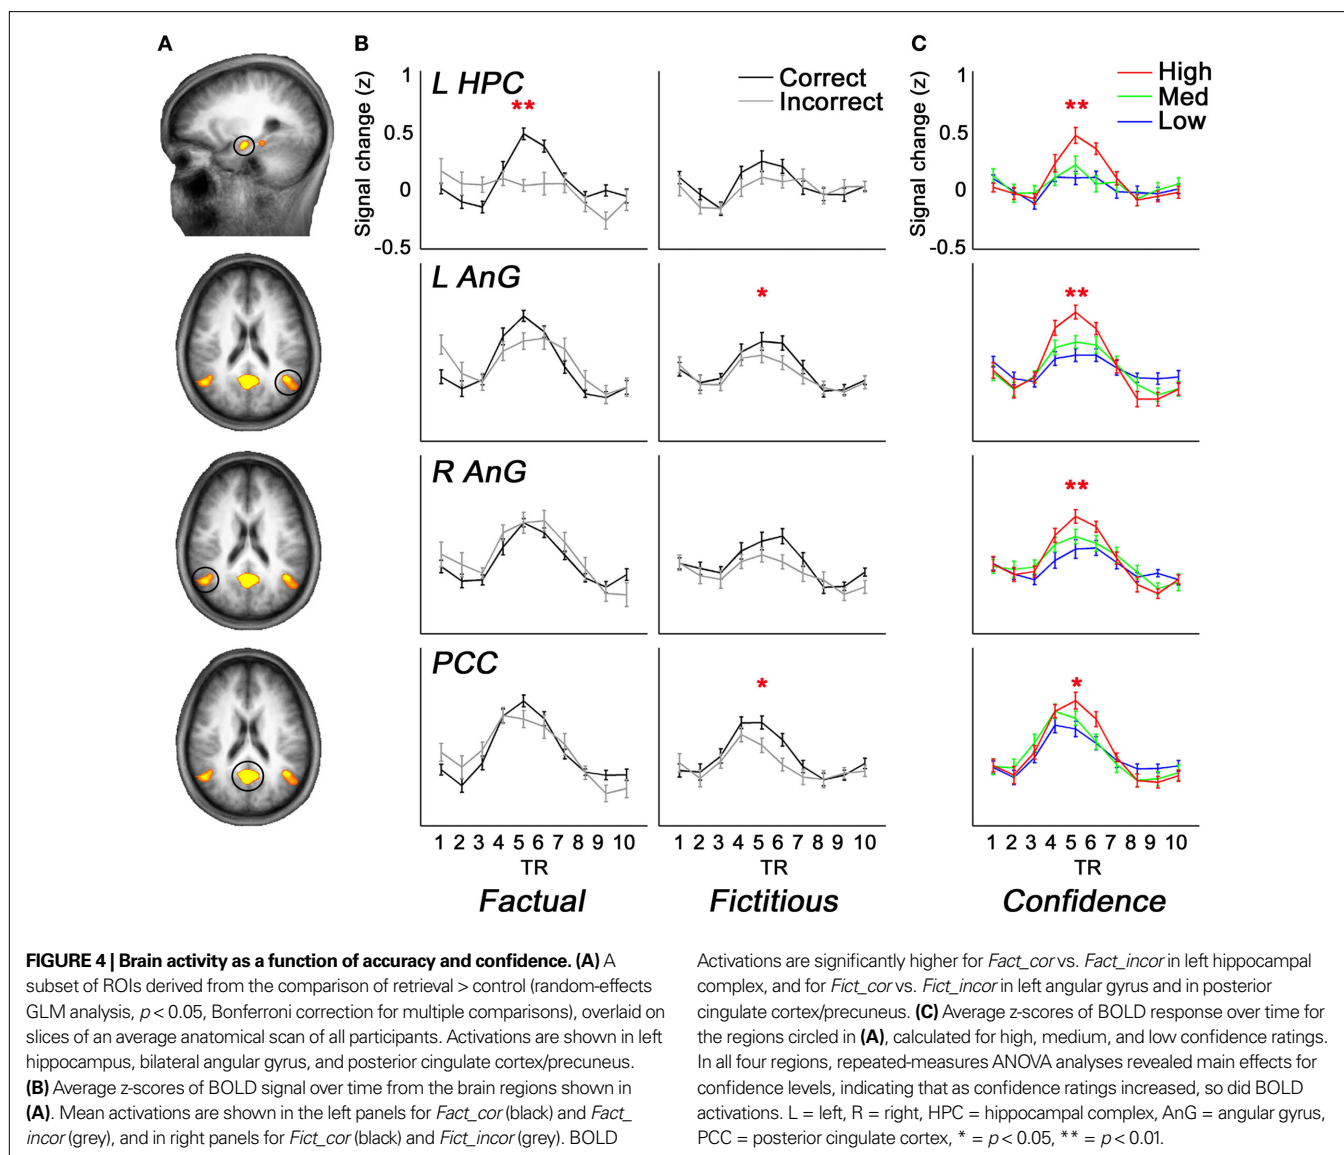 A
B
C
Signal change (z)
1
0.5
0
-0.5
L HPC
**
Correct
Incorrect
Signal change (z)
1
0.5
0
-0.5
**
High
Med
Low
L AnG
*
**
R AnG
**
PCC
*
*
1 2 3 4 5 6 7 8 9 10
TR
Factual
1 2 3 4 5 6 7 8 9 10
TR
Fictitious
1 2 3 4 5 6 7 8 9 10
TR
Confidence
FIGURE 4 | Brain activity as a function of accuracy and confidence. (A) A
subset of ROIs derived from the comparison of retrieval > control (random-effects
GLM analysis, p < 0.05, Bonferroni correction for multiple comparisons), overlaid on
slices of an average anatomical scan of all participants. Activations are shown in left
hippocampus, bilateral angular gyrus, and posterior cingulate cortex/precuneus.
(B) Average z-scores of BOLD signal over time from the brain regions shown in
(A). Mean activations are shown in the left panels for Fact_cor (black) and Fact_
incor (grey), and in right panels for Fict_cor (black) and Fict_incor (grey). BOLD
Activations are significantly higher for Fact_cor vs. Fact_incor in left hippocampal
complex, and for Fict_cor vs. Fict_incor in left angular gyrus and in posterior
cingulate cortex/precuneus. (C) Average z-scores of BOLD response over time for
the regions circled in (A), calculated for high, medium, and low confidence ratings.
In all four regions, repeated-measures ANOVA analyses revealed main effects for
confidence levels, indicating that as confidence ratings increased, so did BOLD
activations. L = left, R = right, HPC = hippocampal complex, AnG = angular gyrus,
PCC = posterior cingulate cortex, * = p < 0.05, ** = p < 0.01.